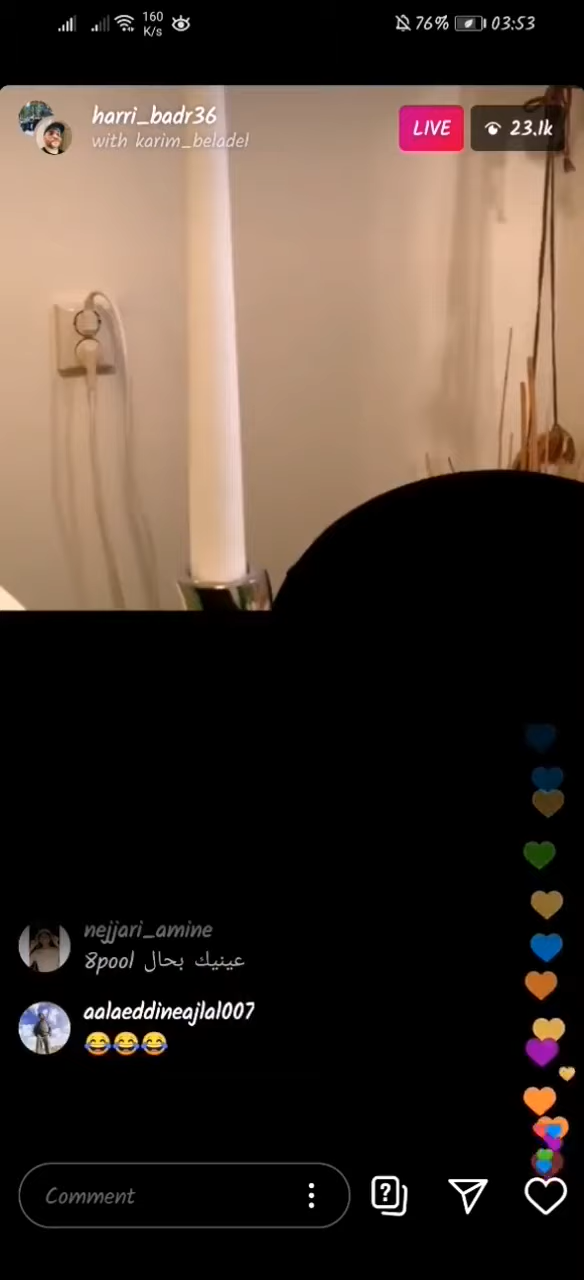 160
K/s
76%
03:53
harri_badr36
with karim_beladel
LIVE
23.1k
nejjari_amine
عينيك بحال 8pool
aalaeddineajlal007
😂😂😂
Comment